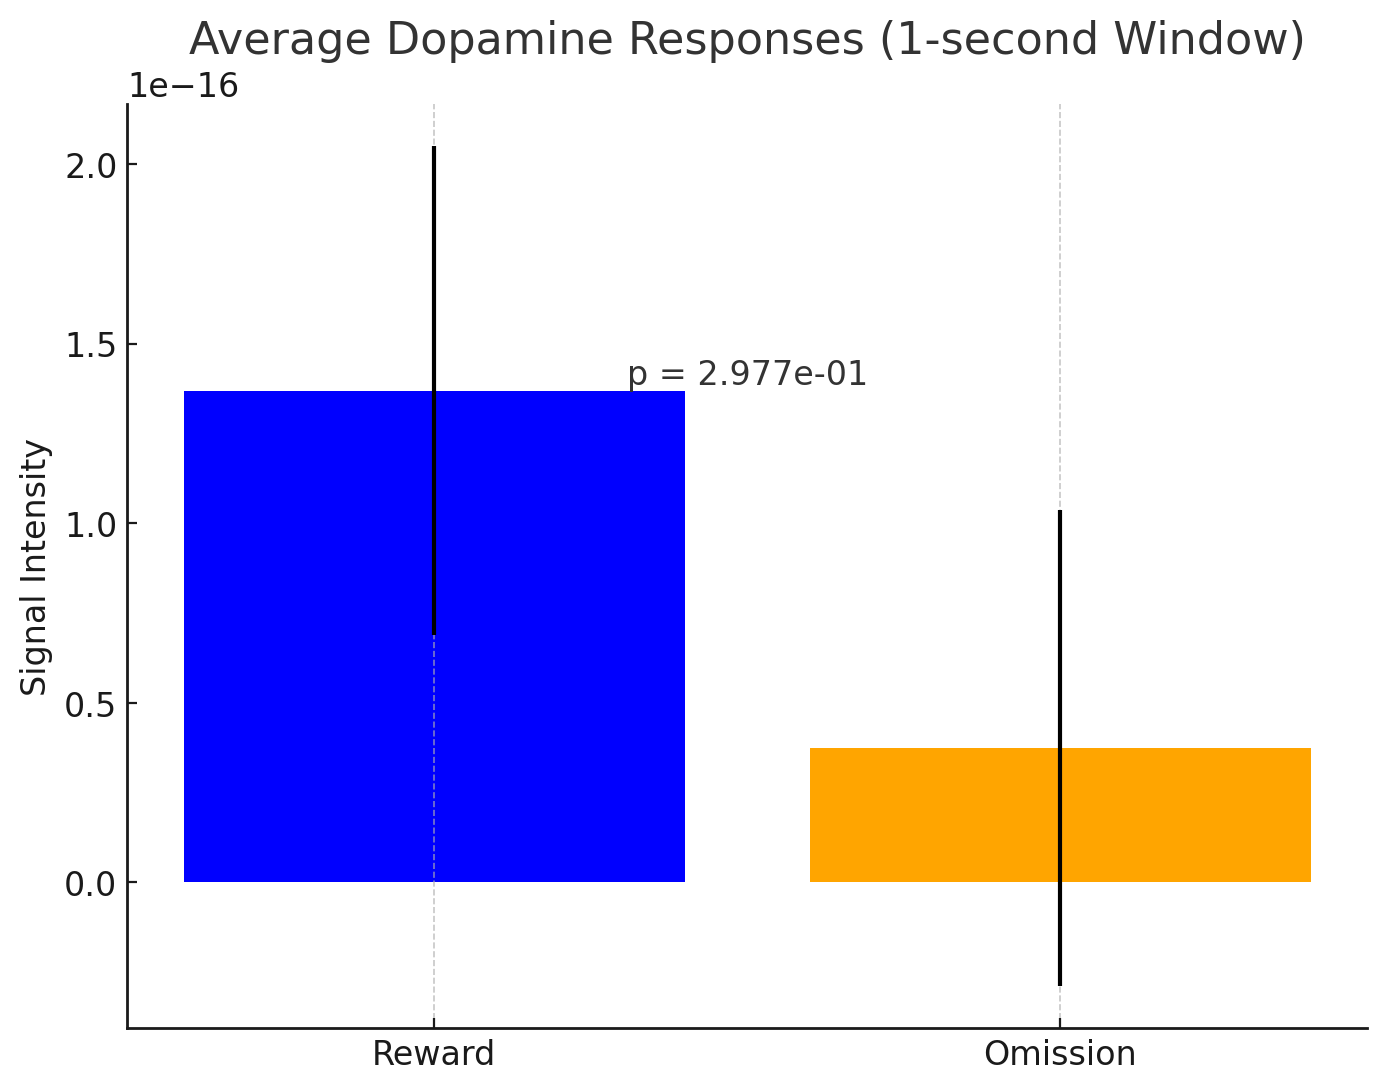 Average Dopamine Responses (1-second Window)
1e−16
2.0
1.5
p = 2.977e-01
1.0
Signal Intensity
0.5
0.0
Reward
Omission